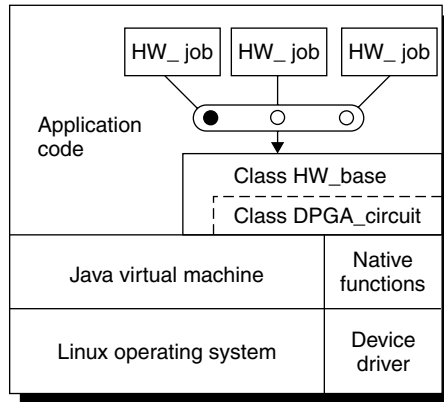 HW_ job HW_ job HW_ job
Application
code
Class HW_base
Class DPGA_circuit
Java virtual machine
Native
functions
Linux operating system
Device
driver